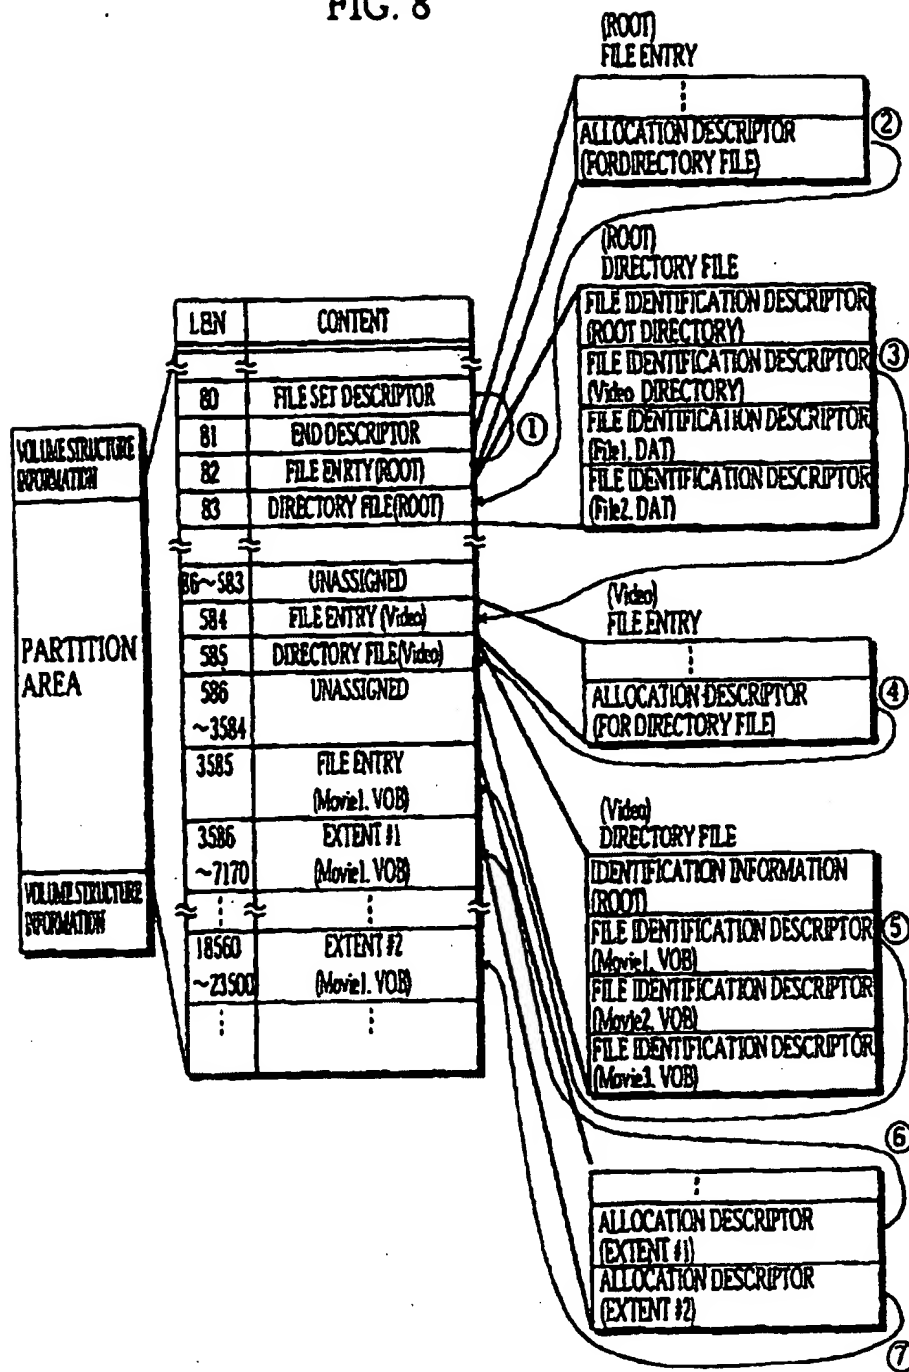 FIG. 8
(ROOT)
FILE ENTRY
ALLOCATION DESCRIPTOR
(FORDIRECTORY FILE)
②
(ROOT)
DIRECTORY FILE
FILE IDENTIFICATION DESCRIPTOR
(ROOT DIRECTORY)
FILE IDENTIFICATION DESCRIPTOR
(Video DIRECTORY)
③
FILE IDENTIFICATION DESCRIPTOR
(File1. DAT)
FILE IDENTIFICATION DESCRIPTOR
(File2. DAT)
LBN CONTENT
80 FILE SET DESCRIPTOR
①
81 END DESCRIPTOR
82 FILE ENRTY (ROOT)
83 DIRECTORY FILE(ROOT)
86~583 UNASSIGNED
584 FILE ENTRY (Video)
585 DIRECTORY FILE(Video)
586 UNASSIGNED
~3584
3585 FILE ENTRY
(Movie1. VOB)
3586 EXTENT #1
~7170 (Movie1. VOB)
18560 EXTENT #2
~23500 (Movie1. VOB)
VOLUME STRUCTURE
INFORMATION
PARTITION
AREA
VOLUME STRUCTURE
INFORMATION
(Video)
FILE ENTRY
ALLOCATION DESCRIPTOR
(FOR DIRECTORY FILE)
④
(Video)
DIRECTORY FILE
IDENTIFICATION INFORMATION
(ROOT)
FILE IDENTIFICATION DESCRIPTOR
(Movie1. VOB)
⑤
FILE IDENTIFICATION DESCRIPTOR
(Movie2. VOB)
FILE IDENTIFICATION DESCRIPTOR
(Movie3. VOB)
⑥
ALLOCATION DESCRIPTOR
(EXTENT #1)
ALLOCATION DESCRIPTOR
(EXTENT #2)
⑦